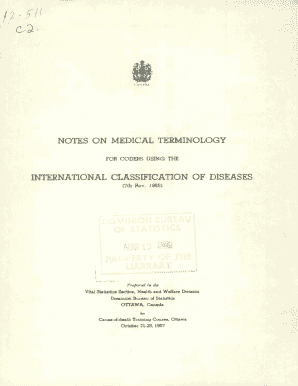 12-511
C2.
CANADA
NOTES ON MEDICAL TERMINOLOGY
FOR CODERS USING THE
INTERNATIONAL CLASSIFICATION OF DISEASES
(7th Rev. 1955)
DOMINION BUREAU
OF STATISTICS
PROPERTY OF THE
LIBRARY
Prepared in the
Vital Statistics Section, Health and Welfare Division
Dominion Bureau of Statistics
OTTAWA, Canada
for
Cause-of-death Training Course, Ottawa
October 21-25, 1957